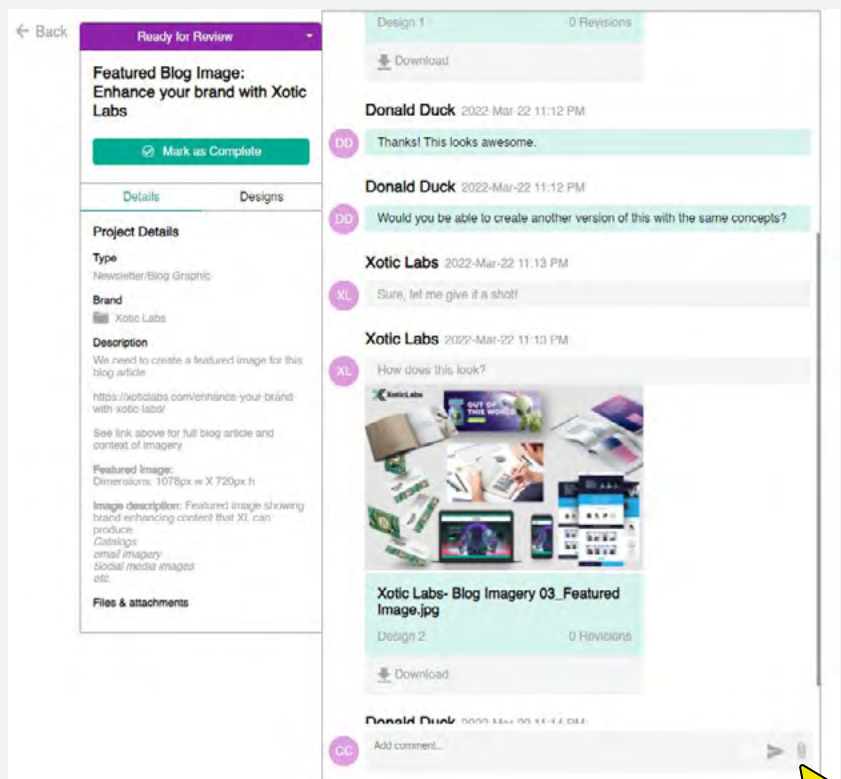 ← Back
Ready for Review
Featured Blog Image:
Enhance your brand with Xotic
Labs
Mark as Complete
Details Designs
Project Details
Type
Newsletter/Blog Graphic
Brand
Xotic Labs
Description
We need to create a featured image for this
blog article
https://xoticlabs.com/enhance-your-brand
with-xotic-labs/
See link above for full blog article and
context of imagery
Featured Image:
Dimensions: 1078px w X 720px h
Image description: Featured image showing
brand enhancing content that XL can
produce
Catalogs
email imagery
Social media images
etc.
Files & attachments
Design 1 0 Revisions
Download
Donald Duck 2022-Mar-22 11:12 PM
DD
Thanks! This looks awesome.
Donald Duck 2022-Mar-22 11:12 PM
DD
Would you be able to create another version of this with the same concepts?
Xotic Labs 2022-Mar-22 11:13 PM
XL
Sure, let me give it a shot!
Xotic Labs 2022-Mar-22 11:13 PM
XL
How does this look?
XoticLabs
OUT OF
THIS WORLD
Xotic Labs- Blog Imagery 03_Featured
Image.jpg
Design 2 0 Revisions
Download
Donald Duck 2022-Mar-22 11:14 PM
CC
Add comment...